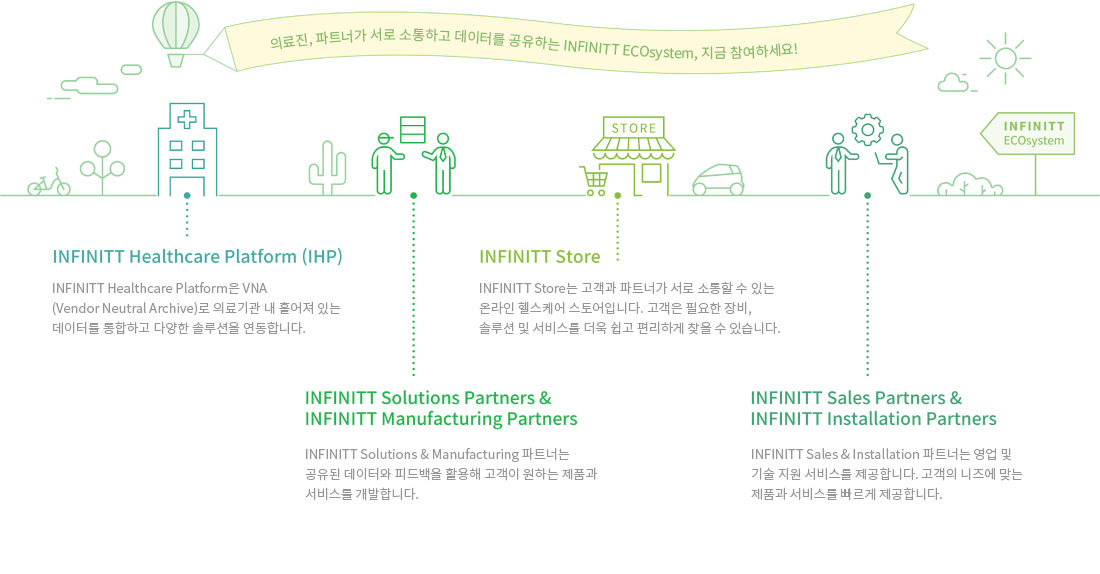 의료진, 파트너가 서로 소통하고 데이터를 공유하는 INFINITT ECOsystem, 지금 참여하세요!
STORE
INFINITT
ECOsystem
INFINITT Healthcare Platform (IHP)
INFINITT Healthcare Platform은 VNA
(Vendor Neutral Archive)로 의료기관 내 흩어져 있는
데이터를 통합하고 다양한 솔루션을 연동합니다.
INFINITT Store
INFINITT Store는 고객과 파트너가 서로 소통할 수 있는
온라인 헬스케어 스토어입니다. 고객은 필요한 장비,
솔루션 및 서비스를 더욱 쉽고 편리하게 찾을 수 있습니다.
INFINITT Solutions Partners &
INFINITT Manufacturing Partners
INFINITT Solutions & Manufacturing 파트너는
공유된 데이터와 피드백을 활용해 고객이 원하는 제품과
서비스를 개발합니다.
INFINITT Sales Partners &
INFINITT Installation Partners
INFINITT Sales & Installation 파트너는 영업 및
기술 지원 서비스를 제공합니다. 고객의 니즈에 맞는
제품과 서비스를 빠르게 제공합니다.